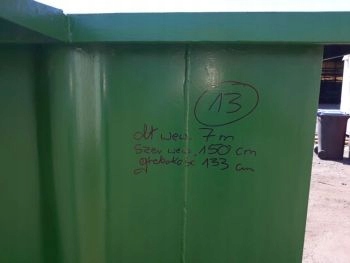 13
dł wew. 7 m
szer wew. 150 cm
głębokość 133 cm